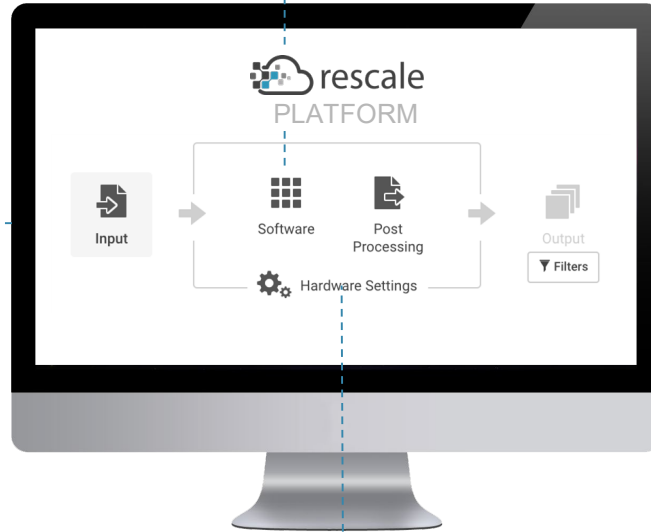 rescale
PLATFORM
Input
Software
Post
Processing
Hardware Settings
Output
Filters